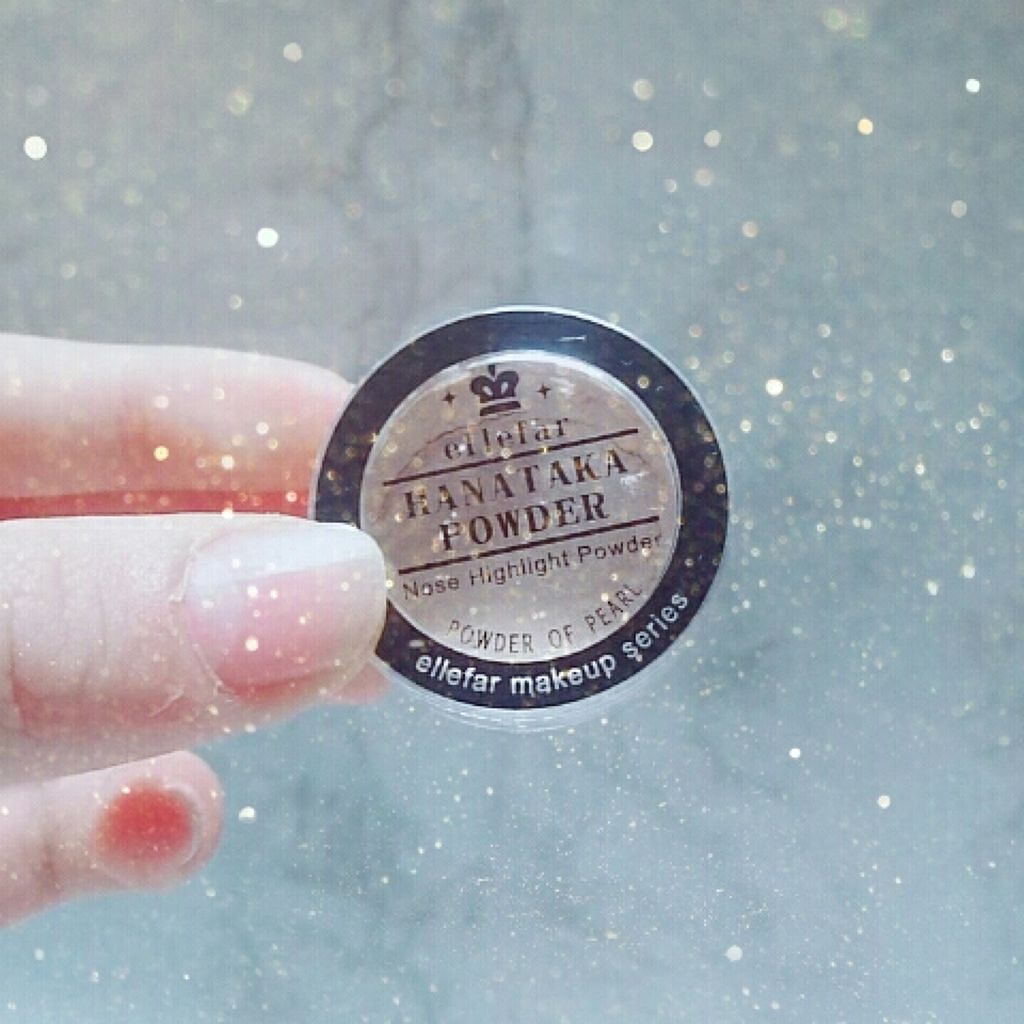 ellefar
HANATAKA
POWDER
Nose Highlight Powder
POWDER OF PEARL
ellefar makeup series